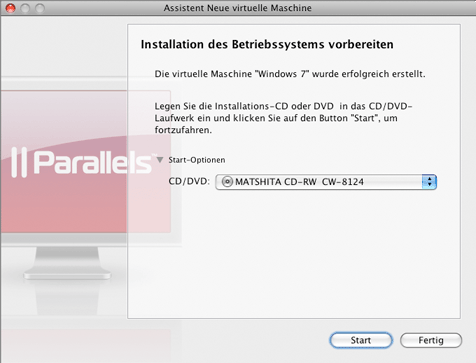 Assistent Neue virtuelle Maschine
Installation des Betriebssystems vorbereiten
Die virtuelle Maschine "Windows 7" wurde erfolgreich erstellt.
Legen Sie die Installations-CD oder DVD in das CD/DVD-
Laufwerk ein und klicken Sie auf den Button "Start", um
fortzufahren.
Parallels™
Start-Optionen
CD/DVD: MATSHITA CD-RW CW-8124
Start Fertig